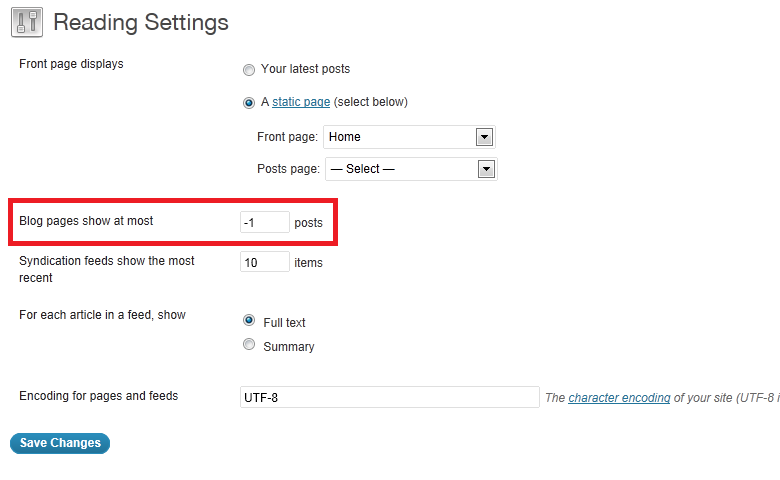 Reading Settings
Front page displays
Your latest posts
A static page (select below)
Front page: Home
Posts page: — Select —
Blog pages show at most -1 posts
Syndication feeds show the most
recent
10 items
For each article in a feed, show
Full text
Summary
Encoding for pages and feeds UTF-8 The character encoding of your site (UTF-8 i
Save Changes